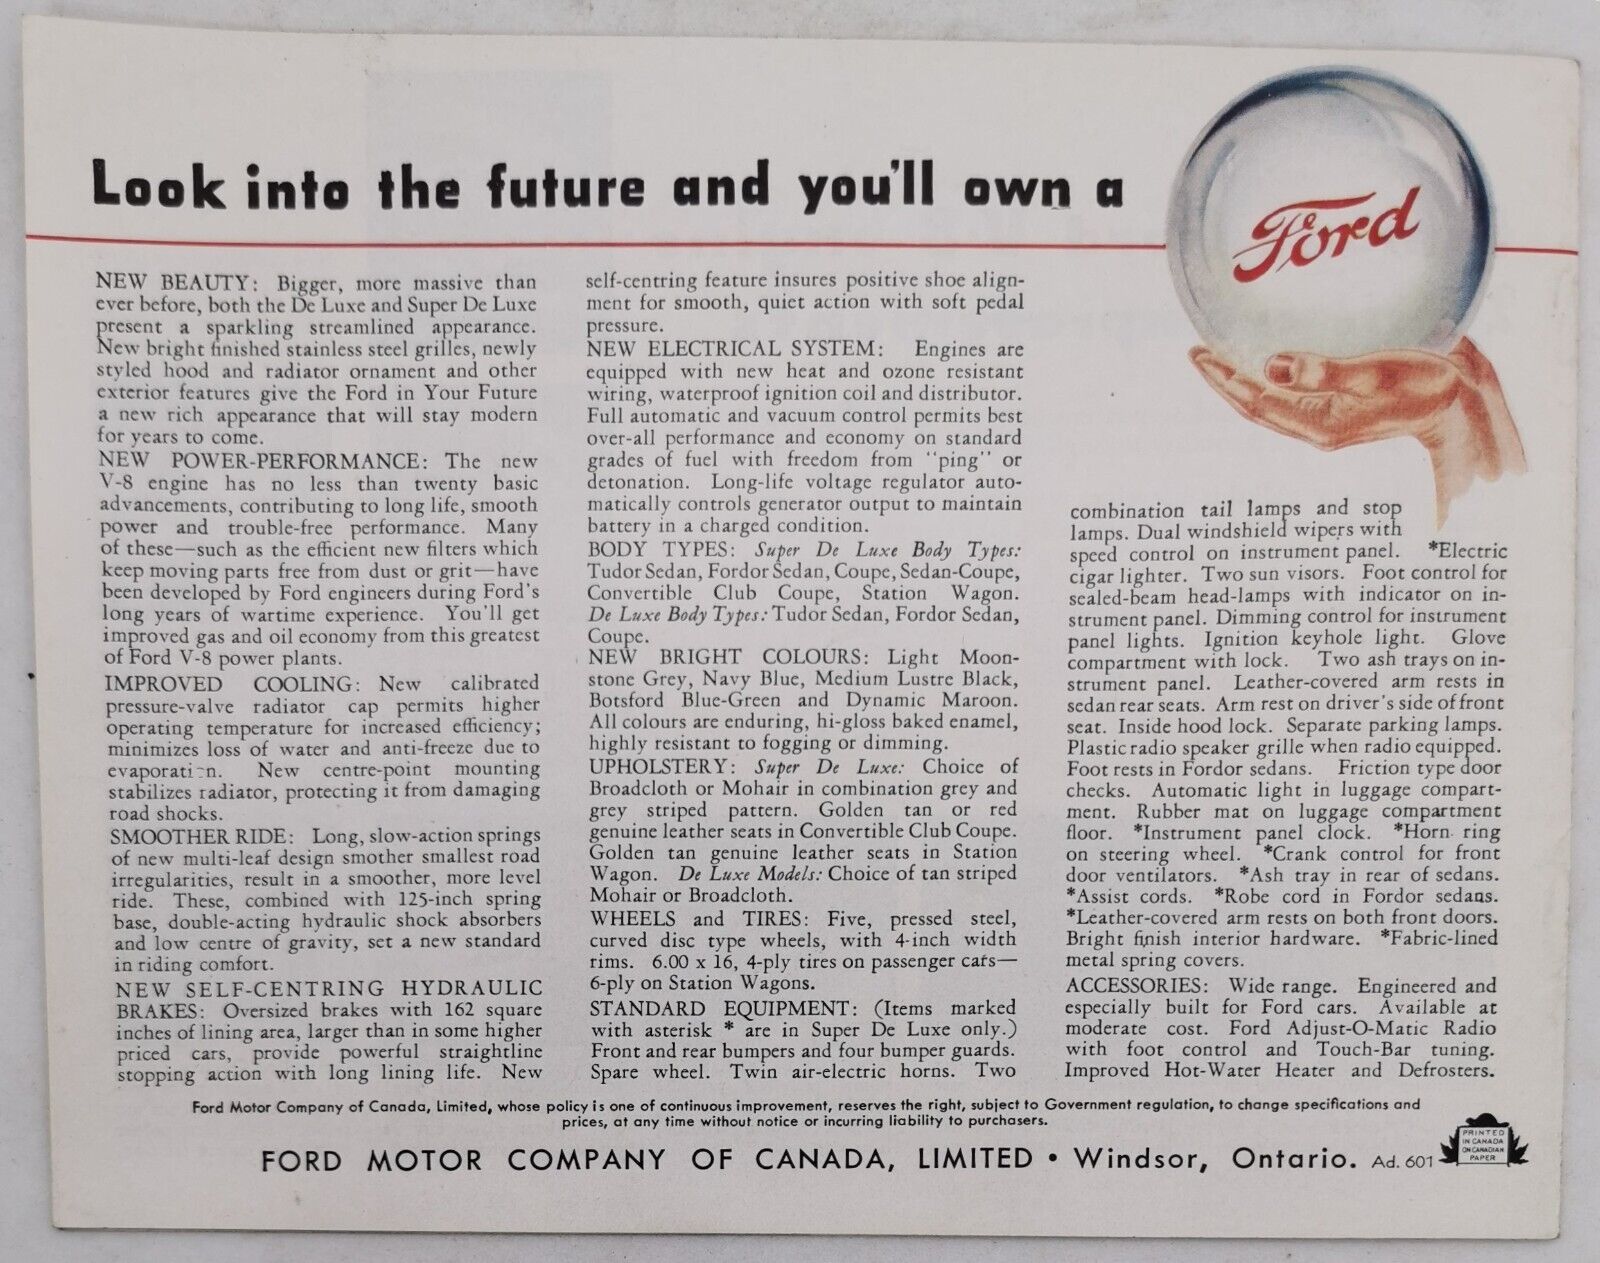 Look into the future and you'll own a
Ford
NEW BEAUTY: Bigger, more massive than
ever before, both the De Luxe and Super De Luxe
present a sparkling streamlined appearance.
New bright finished stainless steel grilles, newly
styled hood and radiator ornament and other
exterior features give the Ford in Your Future
a new rich appearance that will stay modern
for years to come.
NEW POWER-PERFORMANCE: The new
V-8 engine has no less than twenty basic
advancements, contributing to long life, smooth
power and trouble-free performance. Many
of these—such as the efficient new filters which
keep moving parts free from dust or grit—have
been developed by Ford engineers during Ford's
long years of wartime experience. You'll get
improved gas and oil economy from this greatest
of Ford V-8 power plants.
IMPROVED COOLING: New calibrated
pressure-valve radiator cap permits higher
operating temperature for increased efficiency;
minimizes loss of water and anti-freeze due to
evaporation. New centre-point mounting
stabilizes radiator, protecting it from damaging
road shocks.
SMOOTHER RIDE: Long, slow-action springs
of new multi-leaf design smother smallest road
irregularities, result in a smoother, more level
ride. These, combined with 125-inch spring
base, double-acting hydraulic shock absorbers
and low centre of gravity, set a new standard
in riding comfort.
NEW SELF-CENTRING HYDRAULIC
BRAKES: Oversized brakes with 162 square
inches of lining area, larger than in some higher
priced cars, provide powerful straightline
stopping action with long lining life. New
self-centring feature insures positive shoe align-
ment for smooth, quiet action with soft pedal
pressure.
NEW ELECTRICAL SYSTEM: Engines are
equipped with new heat and ozone resistant
wiring, waterproof ignition coil and distributor.
Full automatic and vacuum control permits best
over-all performance and economy on standard
grades of fuel with freedom from "ping" or
detonation. Long-life voltage regulator auto-
matically controls generator output to maintain
battery in a charged condition.
BODY TYPES: Super De Luxe Body Types:
Tudor Sedan, Fordor Sedan, Coupe, Sedan-Coupe,
Convertible Club Coupe, Station Wagon.
De Luxe Body Types: Tudor Sedan, Fordor Sedan,
Coupe.
NEW BRIGHT COLOURS: Light Moon-
stone Grey, Navy Blue, Medium Lustre Black,
Botsford Blue-Green and Dynamic Maroon.
All colours are enduring, hi-gloss baked enamel,
highly resistant to fogging or dimming.
UPHOLSTERY: Super De Luxe: Choice of
Broadcloth or Mohair in combination grey and
grey striped pattern. Golden tan or red
genuine leather seats in Convertible Club Coupe.
Golden tan genuine leather seats in Station
Wagon. De Luxe Models: Choice of tan striped
Mohair or Broadcloth.
WHEELS and TIRES: Five, pressed steel,
curved disc type wheels, with 4-inch width
rims. 6.00 x 16, 4-ply tires on passenger cars—
6-ply on Station Wagons.
STANDARD EQUIPMENT: (Items marked
with asterisk * are in Super De Luxe only.)
Front and rear bumpers and four bumper guards.
Spare wheel. Twin air-electric horns. Two
combination tail lamps and stop
lamps. Dual windshield wipers with
speed control on instrument panel. *Electric
cigar lighter. Two sun visors. Foot control for
sealed-beam head-lamps with indicator on in-
strument panel. Dimming control for instrument
panel lights. Ignition keyhole light. Glove
compartment with lock. Two ash trays on in-
strument panel. Leather-covered arm rests in
sedan rear seats. Arm rest on driver's side of front
seat. Inside hood lock. Separate parking lamps.
Plastic radio speaker grille when radio equipped.
Foot rests in Fordor sedans. Friction type door
checks. Automatic light in luggage compart-
ment. Rubber mat on luggage compartment
floor. *Instrument panel clock. *Horn ring
on steering wheel. *Crank control for front
door ventilators. *Ash tray in rear of sedans.
*Assist cords. *Robe cord in Fordor sedans.
*Leather-covered arm rests on both front doors.
Bright finish interior hardware. *Fabric-lined
metal spring covers.
ACCESSORIES: Wide range. Engineered and
especially built for Ford cars. Available at
moderate cost. Ford Adjust-O-Matic Radio
with foot control and Touch-Bar tuning.
Improved Hot-Water Heater and Defrosters.
Ford Motor Company of Canada, Limited, whose policy is one of continuous improvement, reserves the right, subject to Government regulation, to change specifications and
prices, at any time without notice or incurring liability to purchasers.
FORD MOTOR COMPANY OF CANADA, LIMITED • Windsor, Ontario. Ad. 601
PRINTED
IN CANADA
ON CANADIAN
PAPER